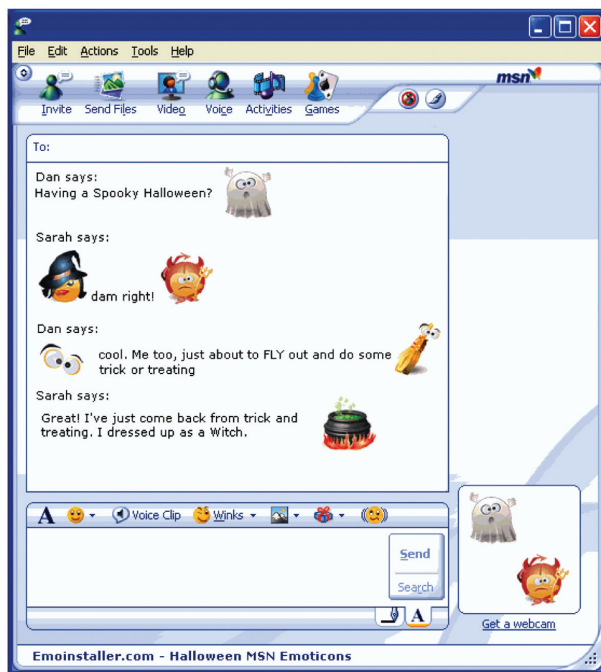 File Edit Actions Tools Help
msn
Invite Send Files Video Voice Activities Games
To:
Dan says:
Having a Spooky Halloween?
Sarah says:
dam right!
Dan says:
cool. Me too, just about to FLY out and do some
trick or treating
Sarah says:
Great! I've just come back from trick and
treating. I dressed up as a Witch.
A Voice Clip Winks
Send
Search
A
Get a webcam
Emoinstaller.com - Halloween MSN Emoticons